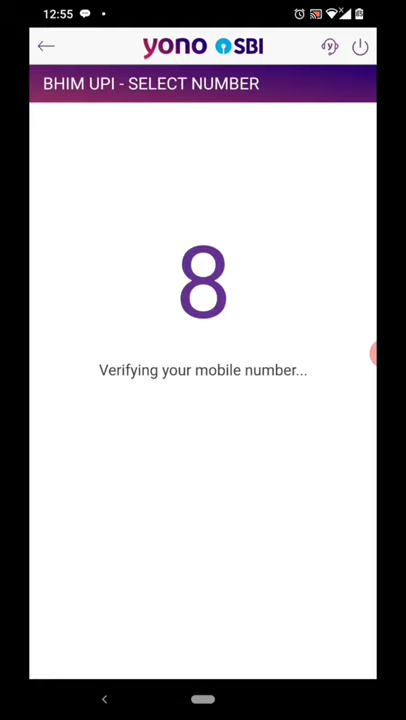 12:55
yono SBI
BHIM UPI - SELECT NUMBER
8
Verifying your mobile number...